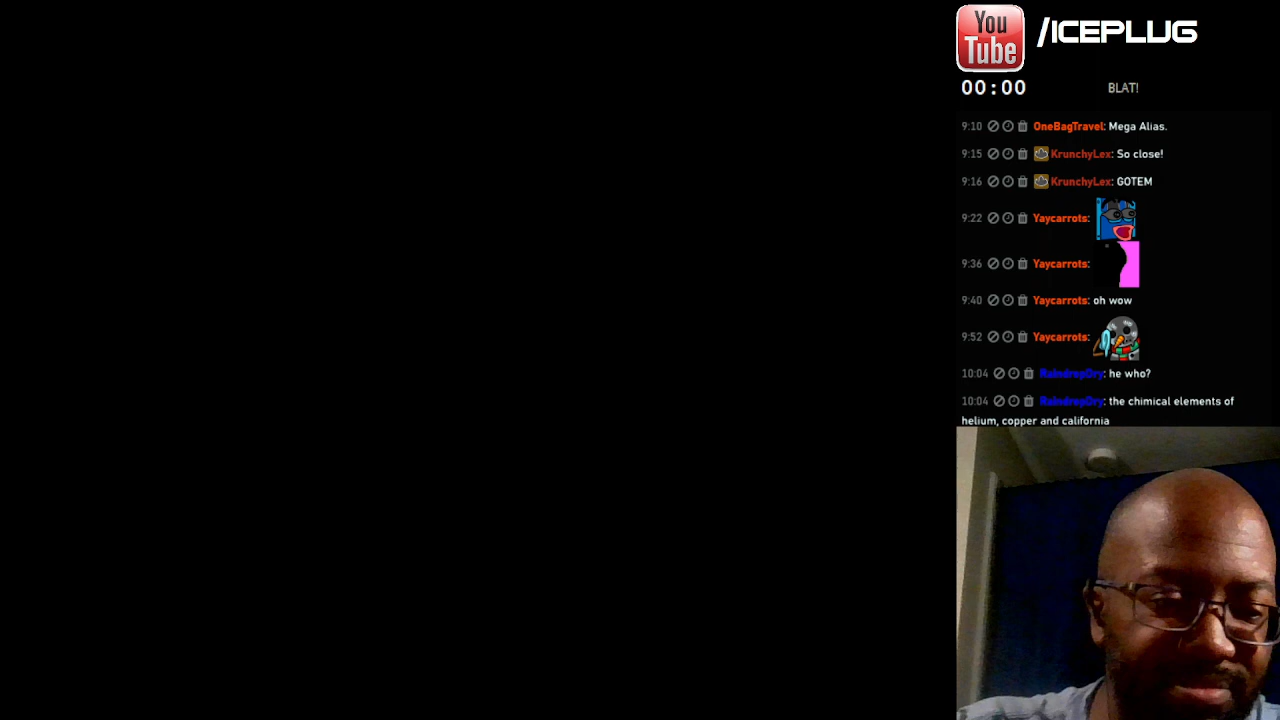 You
Tube
/ICEPLUG
00:00
BLAT!
9:10 OneBagTravel: Mega Alias.
9:15 KrunchyLex: So close!
9:16 KrunchyLex: GOTEM
9:22 Yaycarrots:
9:36 Yaycarrots:
9:40 Yaycarrots: oh wow
9:52 Yaycarrots:
10:04 RaindropDry: he who?
10:04 RaindropDry: the chimical elements of
helium, copper and california